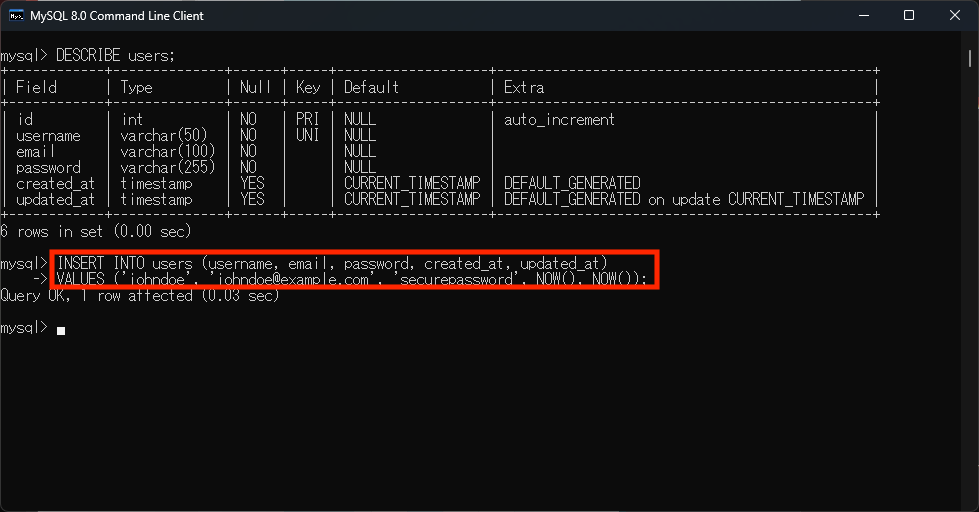 MySQL 8.0 Command Line Client
mysql> DESCRIBE users;
+------------+--------------+------+-----+-------------------+-----------------------------------------------+
| Field      | Type         | Null | Key | Default           | Extra                                         |
+------------+--------------+------+-----+-------------------+-----------------------------------------------+
| id         | int          | NO   | PRI | NULL              | auto_increment                                |
| username   | varchar(50)  | NO   | UNI | NULL              |                                               |
| email      | varchar(100) | NO   |     | NULL              |                                               |
| password   | varchar(255) | NO   |     | NULL              |                                               |
| created_at | timestamp    | YES  |     | CURRENT_TIMESTAMP | DEFAULT_GENERATED                             |
| updated_at | timestamp    | YES  |     | CURRENT_TIMESTAMP | DEFAULT_GENERATED on update CURRENT_TIMESTAMP |
+------------+--------------+------+-----+-------------------+-----------------------------------------------+
6 rows in set (0.00 sec)
mysql> INSERT INTO users (username, email, password, created_at, updated_at)
    -> VALUES ('johndoe', 'johndoe@example.com', 'securepassword', NOW(), NOW());
Query OK, 1 row affected (0.03 sec)
mysql>